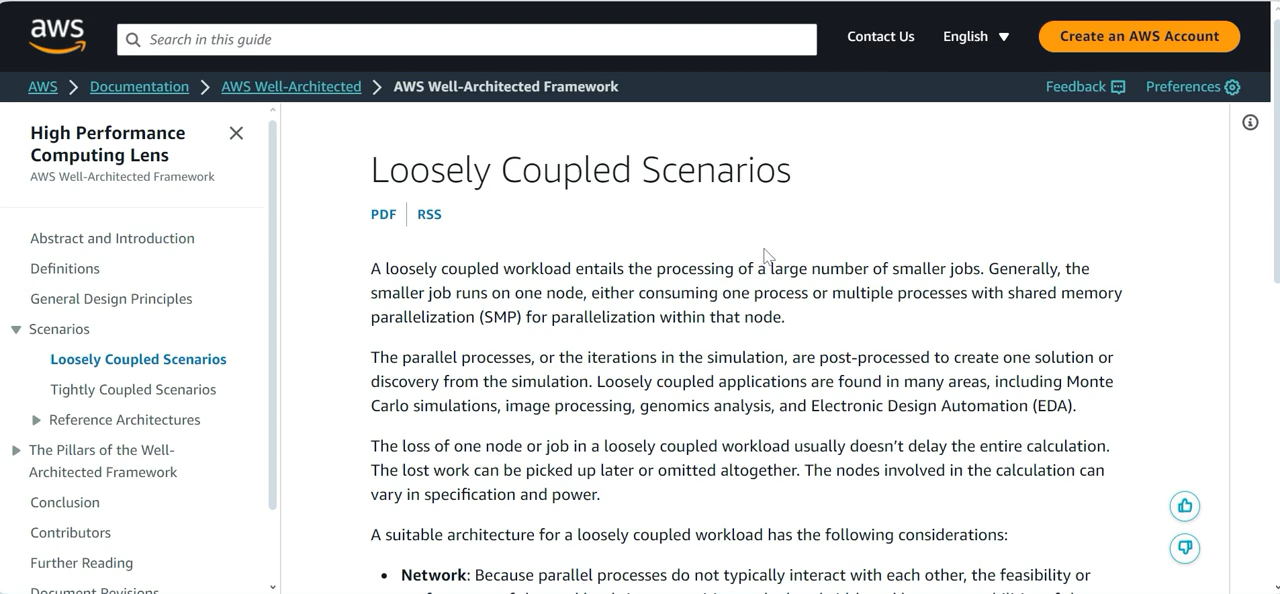 aws
Search in this guide
Contact Us
English
Create an AWS Account
AWS
Documentation
AWS Well-Architected
AWS Well-Architected Framework
Feedback
Preferences
High Performance
Computing Lens
AWS Well-Architected Framework
Abstract and Introduction
Definitions
General Design Principles
Scenarios
Loosely Coupled Scenarios
Tightly Coupled Scenarios
Reference Architectures
The Pillars of the Well-
Architected Framework
Conclusion
Contributors
Further Reading
Document Revisions
Loosely Coupled Scenarios
PDF
RSS
A loosely coupled workload entails the processing of a large number of smaller jobs. Generally, the
smaller job runs on one node, either consuming one process or multiple processes with shared memory
parallelization (SMP) for parallelization within that node.
The parallel processes, or the iterations in the simulation, are post-processed to create one solution or
discovery from the simulation. Loosely coupled applications are found in many areas, including Monte
Carlo simulations, image processing, genomics analysis, and Electronic Design Automation (EDA).
The loss of one node or job in a loosely coupled workload usually doesn’t delay the entire calculation.
The lost work can be picked up later or omitted altogether. The nodes involved in the calculation can
vary in specification and power.
A suitable architecture for a loosely coupled workload has the following considerations:
• Network: Because parallel processes do not typically interact with each other, the feasibility or